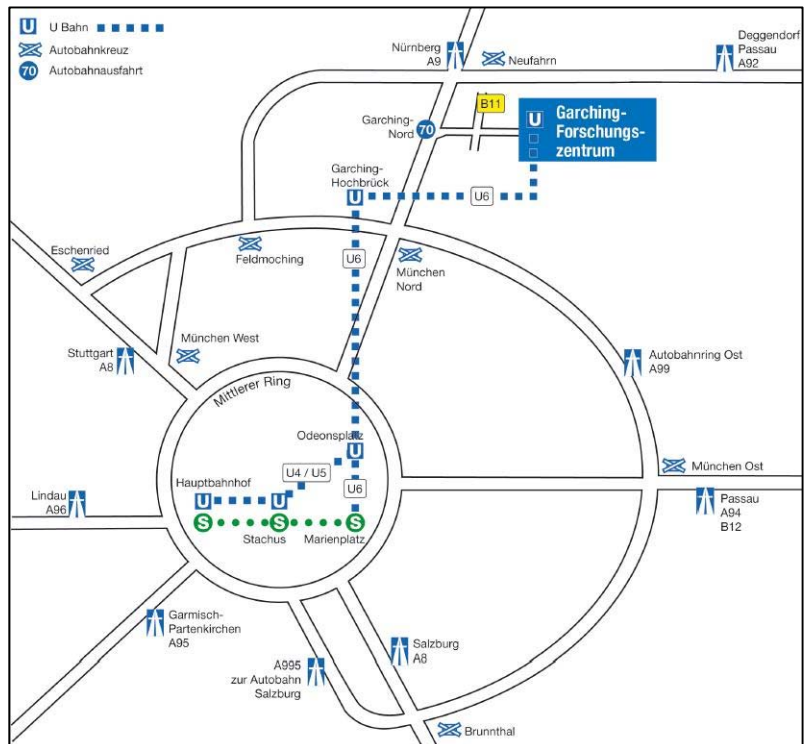 U U Bahn
Autobahnkreuz
70 Autobahnausfahrt
Nürnberg
A9
Neufahrn
Deggendorf
Passau
A92
B11
Garching-
Nord
70
U Garching-
Forschungs-
zentrum
Garching-
Hochbrück
U
U6
Eschenried
Feldmoching
U6
München
Nord
Stuttgart
A8
München West
Autobahnring Ost
A99
Mittlerer Ring
Odeonsplatz
U
U4 / U5
München Ost
Hauptbahnhof
U U
U6
Lindau
A96
Passau
A94
B12
S S S
Stachus Marienplatz
Garmisch-
Partenkirchen
A95
A995
zur Autobahn
Salzburg
Salzburg
A8
Brunnthal